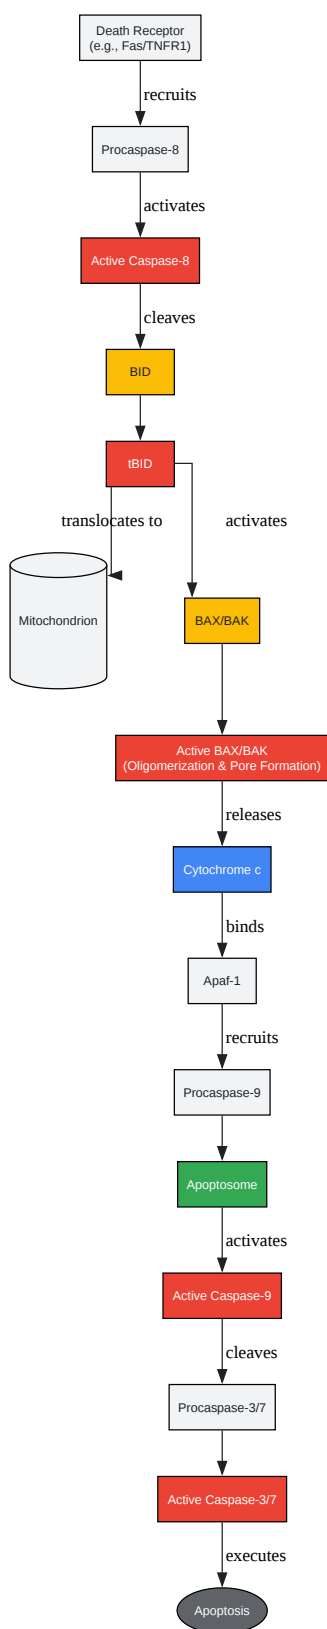 Death Receptor
(e.g., Fas/TNFR1)
recruits
Procaspase-8
activates
Active Caspase-8
cleaves
BID
tBID
translocates to
activates
Mitochondrion
BAX/BAK
Active BAX/BAK
(Oligomerization & Pore Formation)
releases
Cytochrome c
binds
Apaf-1
recruits
Procaspase-9
Apoptosome
activates
Active Caspase-9
cleaves
Procaspase-3/7
Active Caspase-3/7
executes
Apoptosis